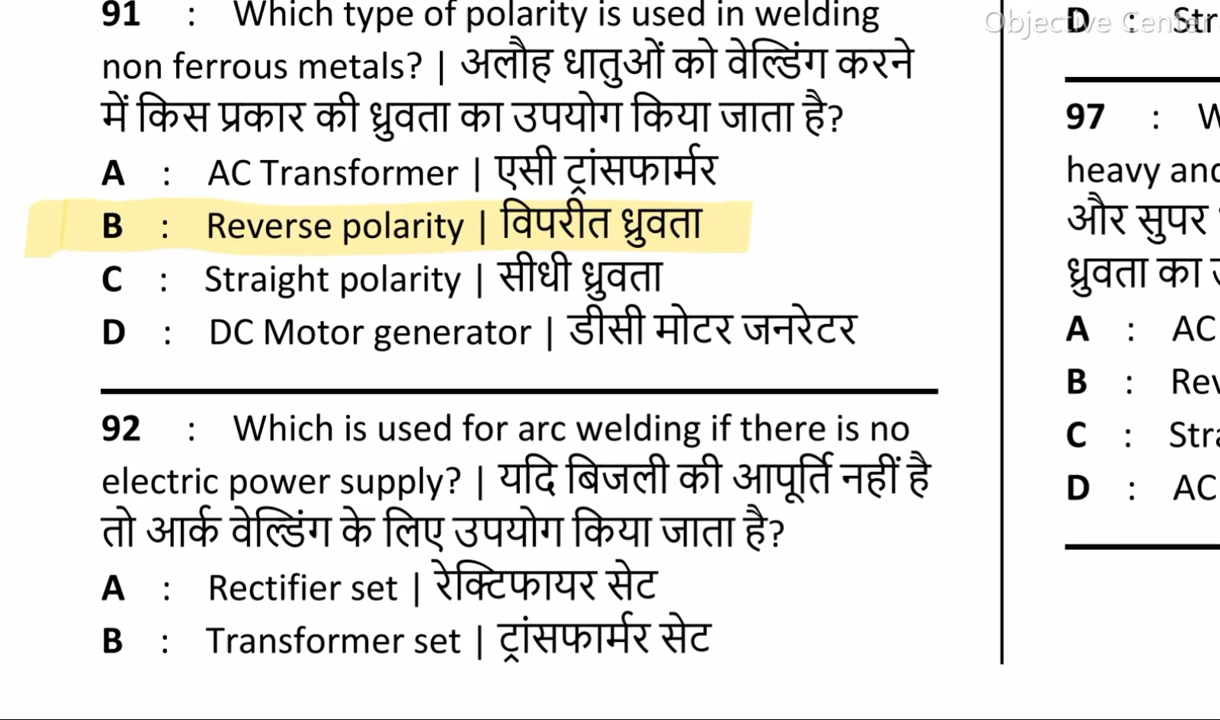 91 : Which type of polarity is used in welding
non ferrous metals? | अलौह धातुओं को वेल्डिंग करने
में किस प्रकार की ध्रुवता का उपयोग किया जाता है?
A : AC Transformer | एसी ट्रांसफार्मर
B : Reverse polarity | विपरीत ध्रुवता
C : Straight polarity | सीधी ध्रुवता
D : DC Motor generator | डीसी मोटर जनरेटर
92 : Which is used for arc welding if there is no
electric power supply? | यदि बिजली की आपूर्ति नहीं है
तो आर्क वेल्डिंग के लिए उपयोग किया जाता है?
A : Rectifier set | रेक्टिफायर सेट
B : Transformer set | ट्रांसफार्मर सेट
Objective Center
D :
97 :
heavy and
और सुपर
ध्रुवता का
A : AC
B :
C :
D : AC